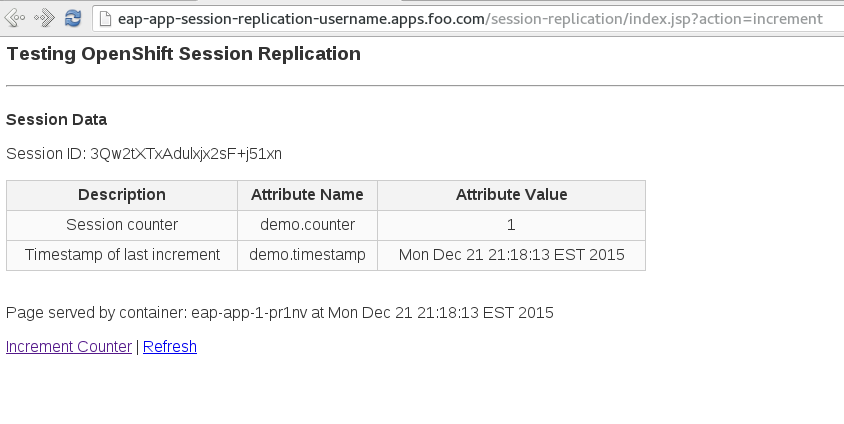 eap-app-session-replication-username.apps.foo.com/session-replication/index.jsp?action=increment
Testing OpenShift Session Replication
Session Data
Session ID: 3Qw2tXTxAdulxjx2sF+j51xn
Description Attribute Name Attribute Value
Session counter demo.counter 1
Timestamp of last increment demo.timestamp Mon Dec 21 21:18:13 EST 2015
Page served by container: eap-app-1-pr1nv at Mon Dec 21 21:18:13 EST 2015
Increment Counter | Refresh